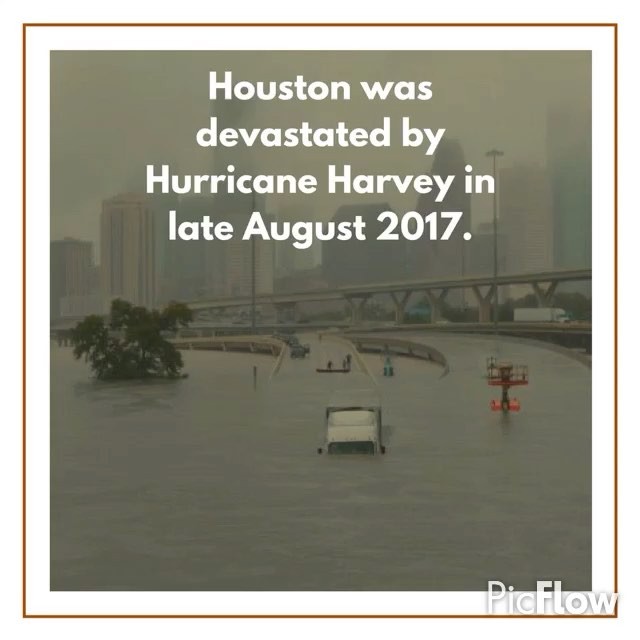 Houston was
devastated by
Hurricane Harvey in
late August 2017.
PicFlow